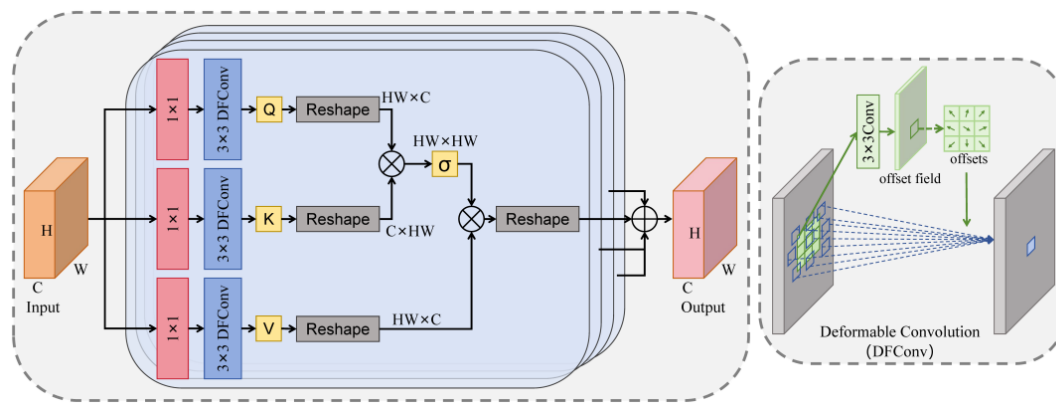 1×1
3×3 DFConv
Q
Reshape
HW×C
HW×HW
σ
H
W
C
Input
1×1
3×3 DFConv
K
Reshape
C×HW
Reshape
1×1
3×3 DFConv
V
Reshape
HW×C
H
W
C
Output
3×3Conv
offset field
offsets
Deformable Convolution
(DFConv)